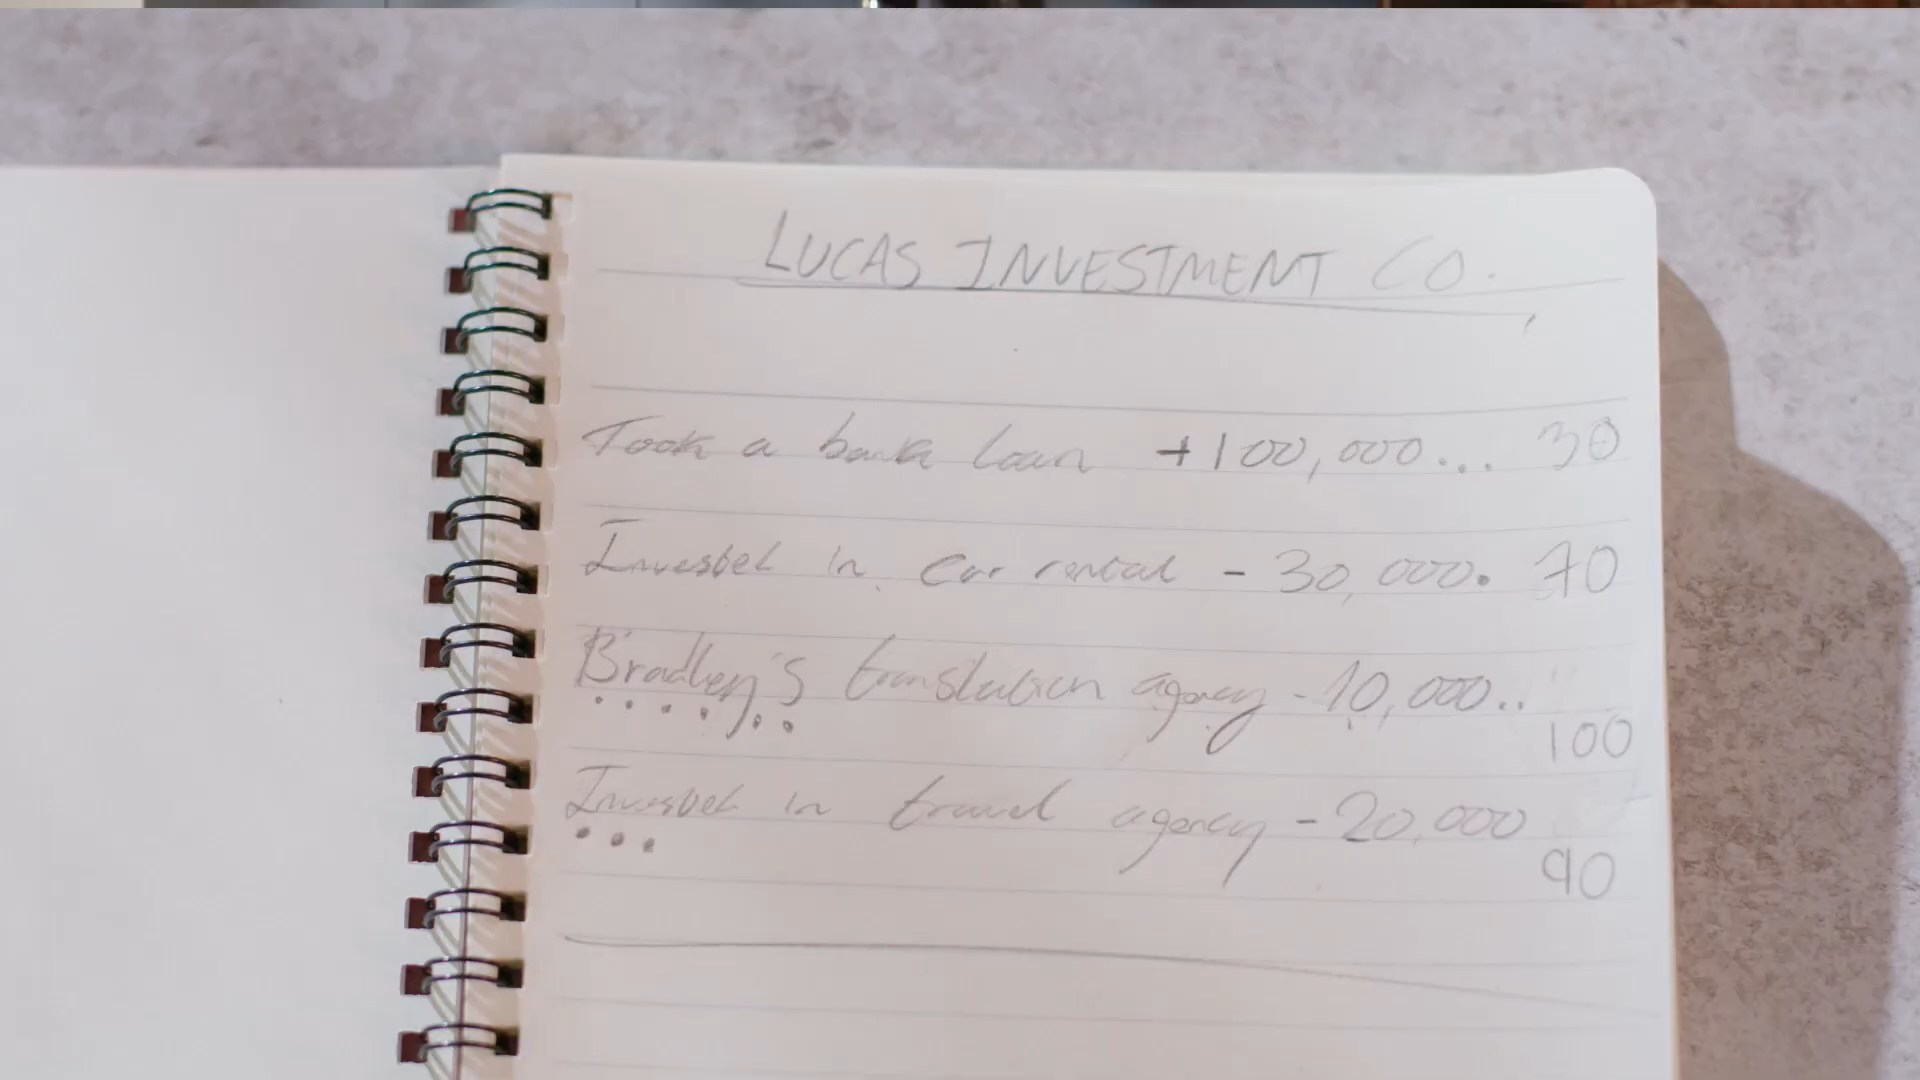 LUCAS INVESTMENT CO.
Took a bank loan +100,000... 30
Invested in car rental - 30,000. 70
Bradley's translation agency - 10,000..
100
Invested in travel agency - 20,000
90